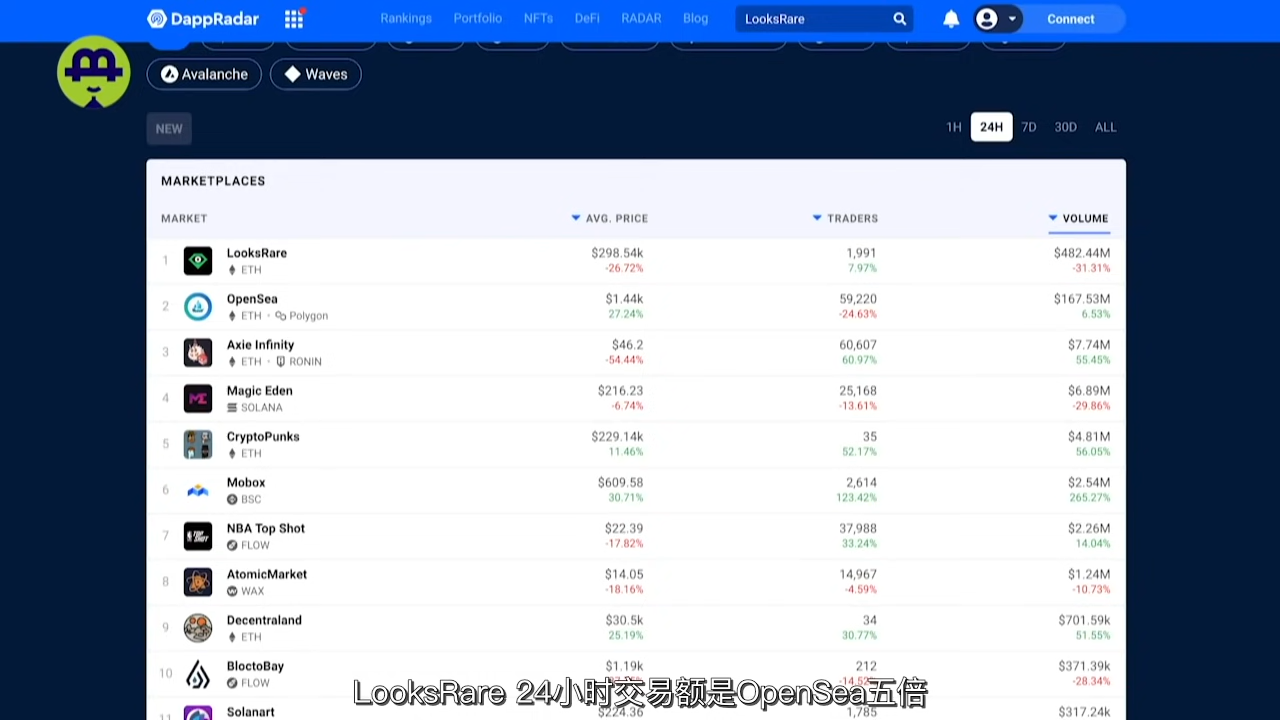 DappRadar Rankings Portfolio NFTs DeFi RADAR Blog LooksRare Connect
Avalanche Waves
NEW 1H 24H 7D 30D ALL
MARKETPLACES
MARKET AVG. PRICE TRADERS VOLUME
1 LooksRare $298.54k 1,991 $482.44M
ETH -26.72% 7.97% -31.31%
2 OpenSea $1.44k 59,220 $167.53M
ETH · Polygon 27.24% -24.63% 6.53%
3 Axie Infinity $46.2 60,607 $7.74M
ETH · RONIN -54.44% 60.97% 55.45%
4 Magic Eden $216.23 25,168 $6.89M
SOLANA -6.74% -13.61% -29.86%
5 CryptoPunks $229.14k 35 $4.81M
ETH 11.46% 52.17% 56.05%
6 Mobox $609.58 2,614 $2.54M
BSC 30.71% 123.42% 265.27%
7 NBA Top Shot $22.39 37,988 $2.26M
FLOW -17.82% 33.24% 14.04%
8 AtomicMarket $14.05 14,967 $1.24M
WAX -18.16% -4.59% -10.73%
9 Decentraland $30.5k 34 $701.59k
ETH 25.19% 30.77% 51.55%
10 BloctoBay $1.19k 212 $371.39k
FLOW -14.52% -28.34%
LooksRare 24小时交易额是OpenSea五倍
11 Solanart $224.36 1,785 $317.24k